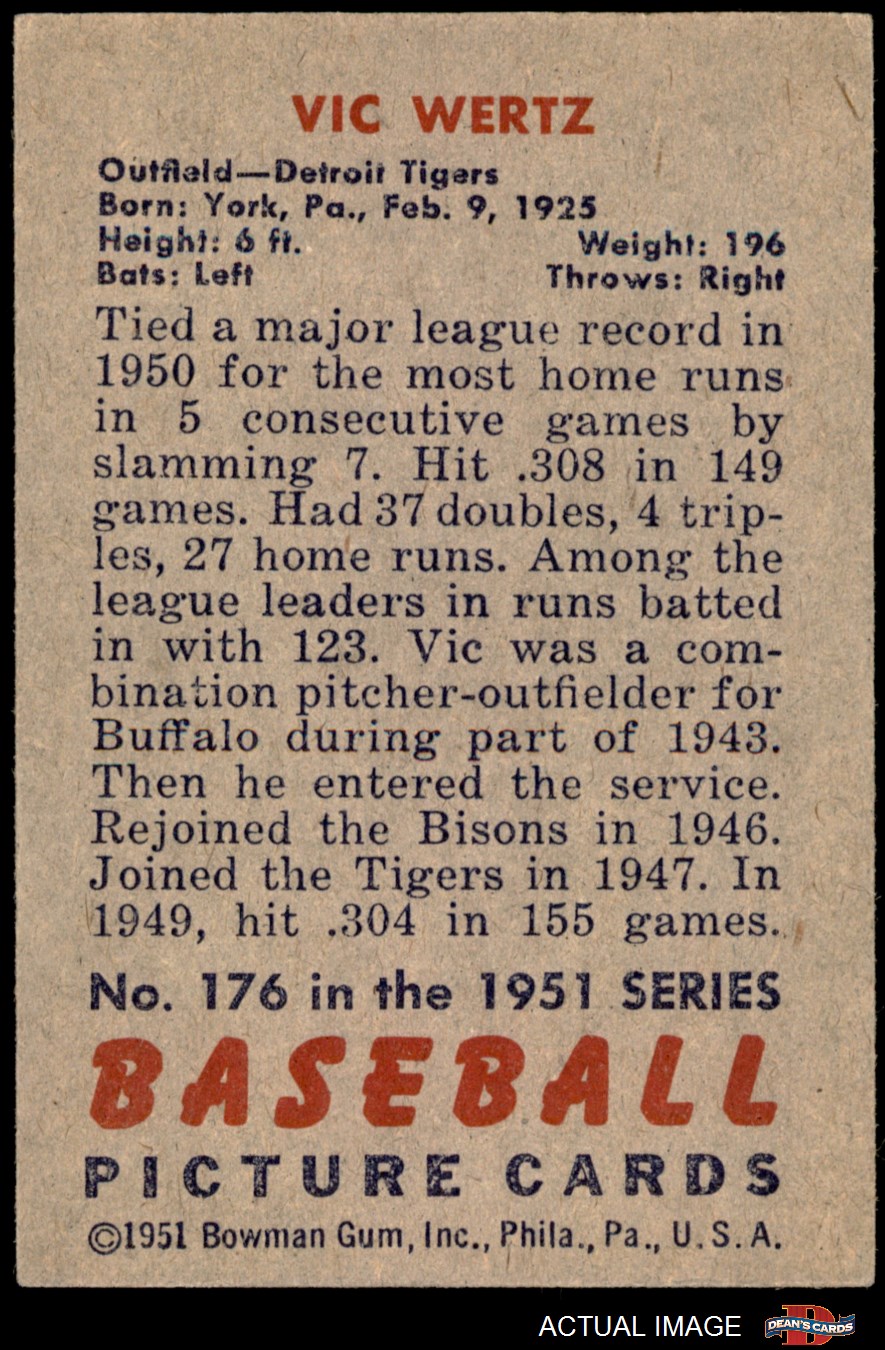 VIC WERTZ
Outfield—Detroit Tigers
Born: York, Pa., Feb. 9, 1925
Height: 6 ft. Weight: 196
Bats: Left Throws: Right
Tied a major league record in
1950 for the most home runs
in 5 consecutive games by
slamming 7. Hit .308 in 149
games. Had 37 doubles, 4 trip-
les, 27 home runs. Among the
league leaders in runs batted
in with 123. Vic was a com-
bination pitcher-outfielder for
Buffalo during part of 1943.
Then he entered the service.
Rejoined the Bisons in 1946.
Joined the Tigers in 1947. In
1949, hit .304 in 155 games.
No. 176 in the 1951 SERIES
BASEBALL
PICTURE CARDS
©1951 Bowman Gum, Inc., Phila., Pa., U.S.A.
ACTUAL IMAGE D DEAN'S CARDS